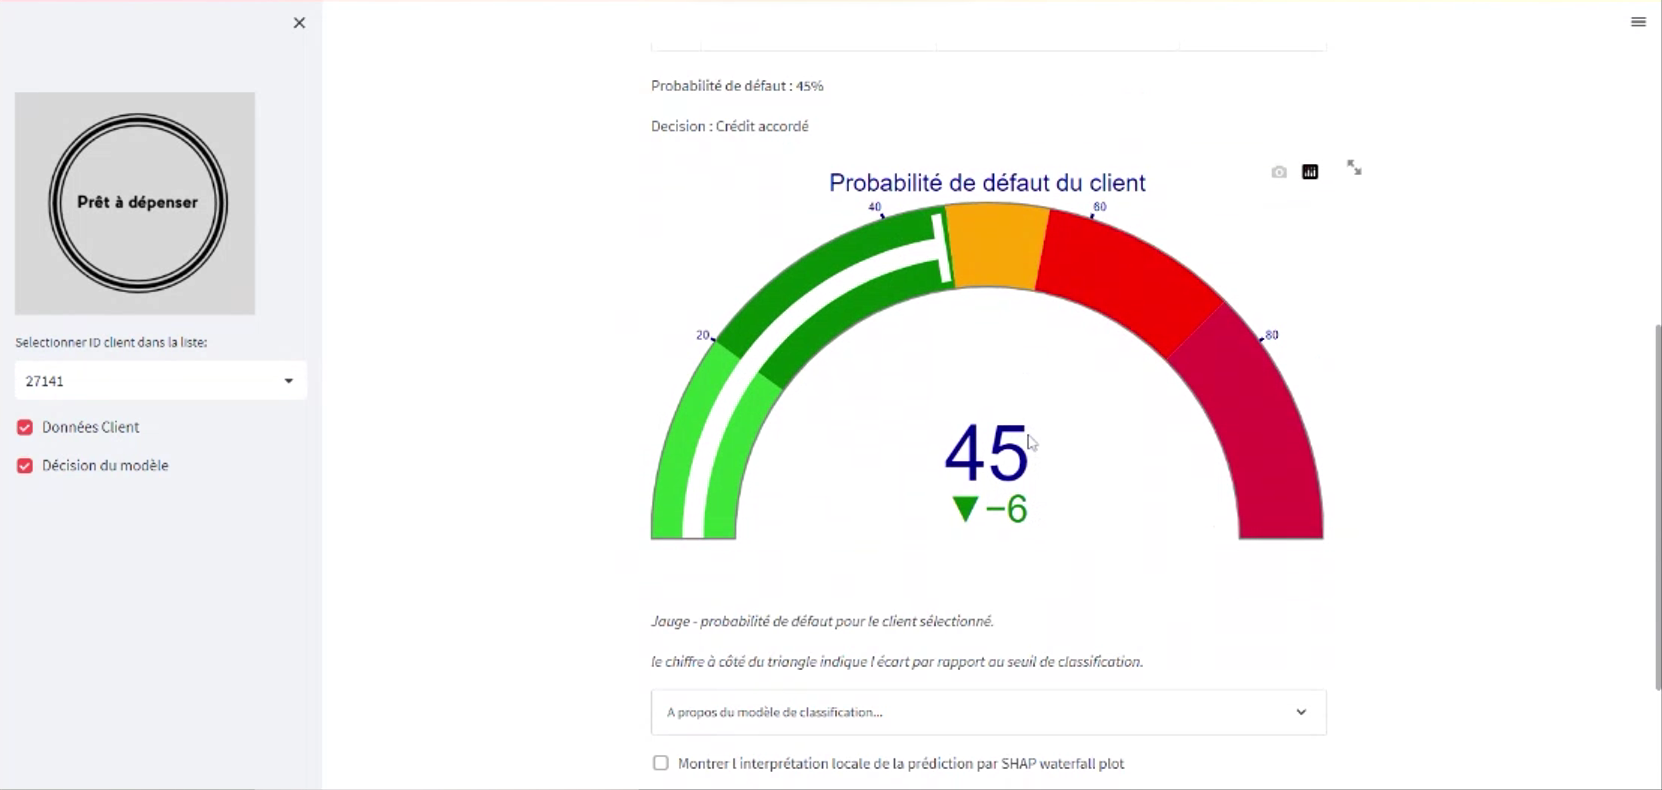 Prêt à dépenser
Selectionner ID client dans la liste:
27141
Données Client
Décision du modèle
Probabilité de défaut : 45%
Decision : Crédit accordé
Probabilité de défaut du client
40
60
20
80
45
▼−6
Jauge - probabilité de défaut pour le client sélectionné.
le chiffre à côté du triangle indique l écart par rapport au seuil de classification.
A propos du modèle de classification...
Montrer l interprétation locale de la prédiction par SHAP waterfall plot